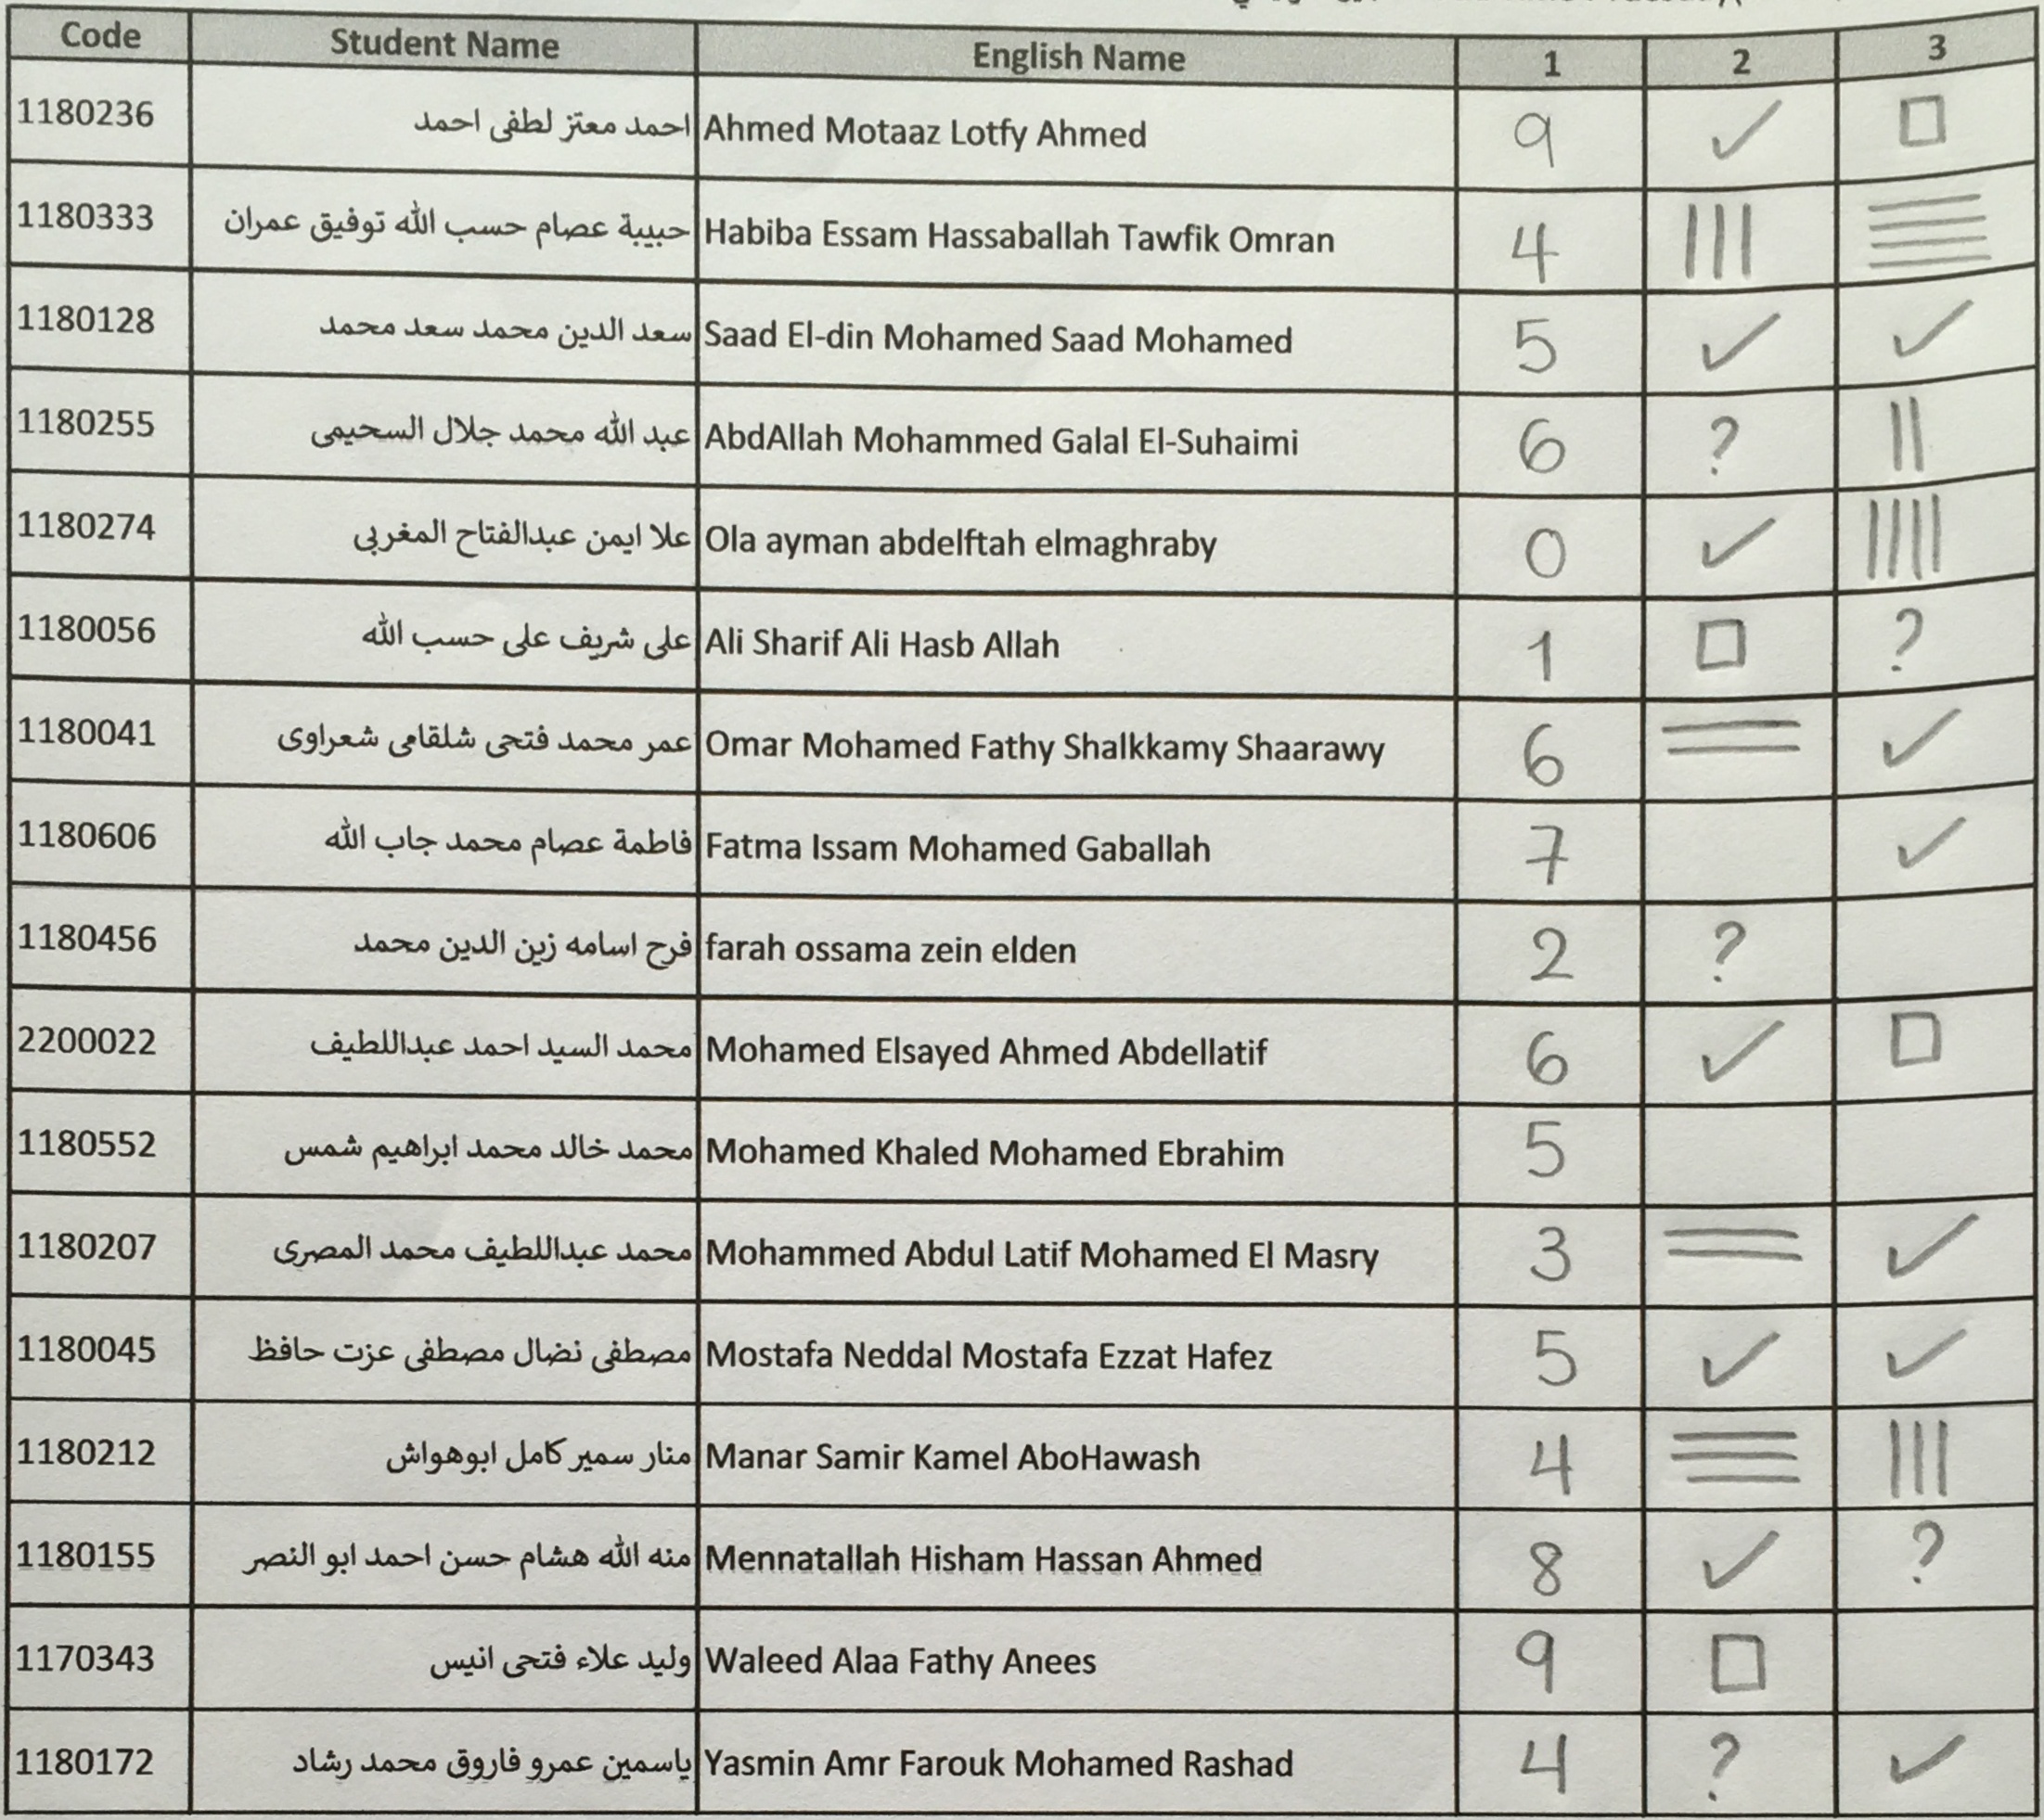 Code Student Name English Name 1 2 3
1180236 احمد معتز لطفى احمد Ahmed Motaaz Lotfy Ahmed 9 ✓ □
1180333 حبيبة عصام حسب الله توفيق عمران Habiba Essam Hassaballah Tawfik Omran 4 ||| ☰
1180128 سعد الدين محمد سعد محمد Saad El-din Mohamed Saad Mohamed 5 ✓ ✓
1180255 عبد الله محمد جلال السحيمى AbdAllah Mohammed Galal El-Suhaimi 6 ? ||
1180274 علا ايمن عبدالفتاح المغربى Ola ayman abdelftah elmaghraby 0 ✓ ||||
1180056 على شريف على حسب الله Ali Sharif Ali Hasb Allah 1 □ ?
1180041 عمر محمد فتحى شلقامى شعراوى Omar Mohamed Fathy Shalkkamy Shaarawy 6 = ✓
1180606 فاطمة عصام محمد جاب الله Fatma Issam Mohamed Gaballah 7 ✓
1180456 فرح اسامه زين الدين محمد farah ossama zein elden 2 ?
2200022 محمد السيد احمد عبداللطيف Mohamed Elsayed Ahmed Abdellatif 6 ✓ □
1180552 محمد خالد محمد ابراهيم شمس Mohamed Khaled Mohamed Ebrahim 5
1180207 محمد عبداللطيف محمد المصرى Mohammed Abdul Latif Mohamed El Masry 3 = ✓
1180045 مصطفى نضال مصطفى عزت حافظ Mostafa Neddal Mostafa Ezzat Hafez 5 ✓ ✓
1180212 منار سمير كامل ابوهواش Manar Samir Kamel AboHawash 4 ≡ |||
1180155 منه الله هشام حسن احمد ابو النصر Mennatallah Hisham Hassan Ahmed 8 ✓ ?
1170343 وليد علاء فتحى انيس Waleed Alaa Fathy Anees 9 □
1180172 ياسمين عمرو فاروق محمد رشاد Yasmin Amr Farouk Mohamed Rashad 4 ? ✓